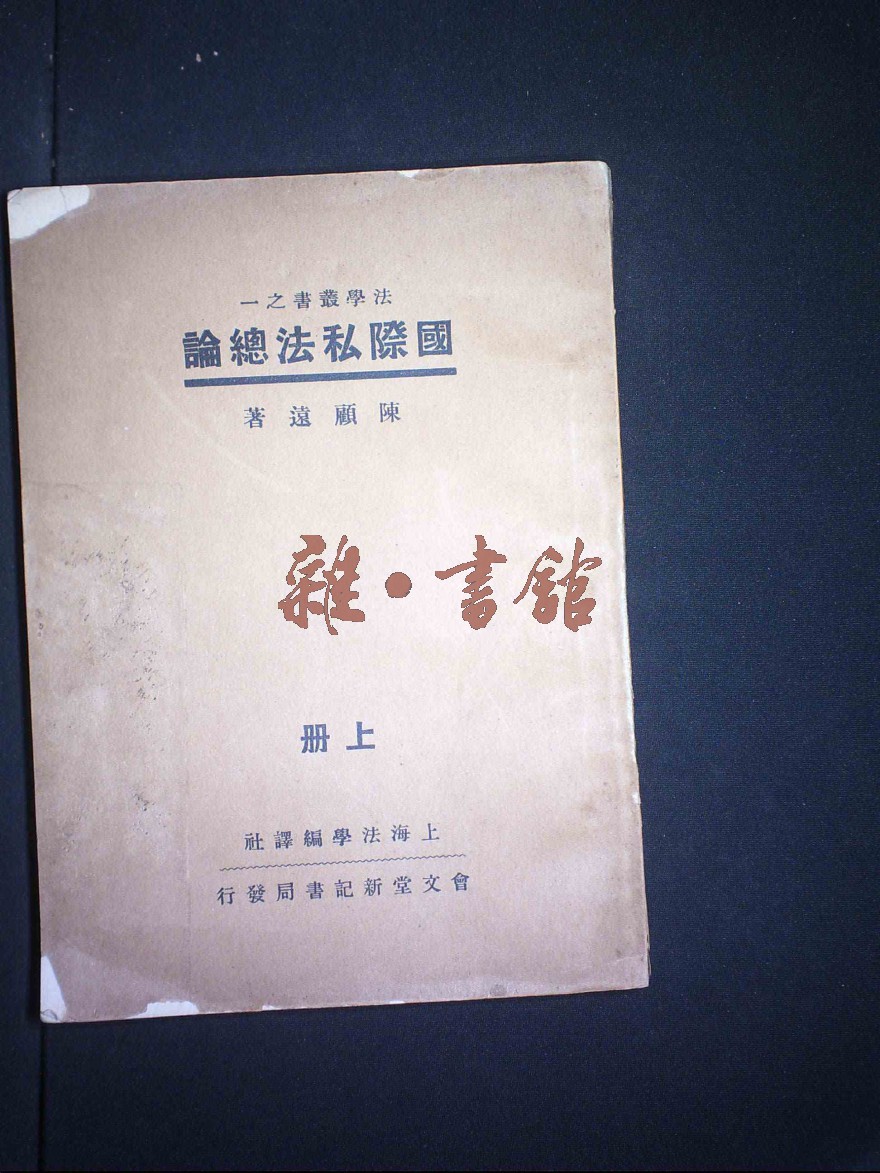 法學叢書之一
國際私法總論
陳顧遠著
雜•書館
上册
上海法學編譯社
會文堂新記書局發行